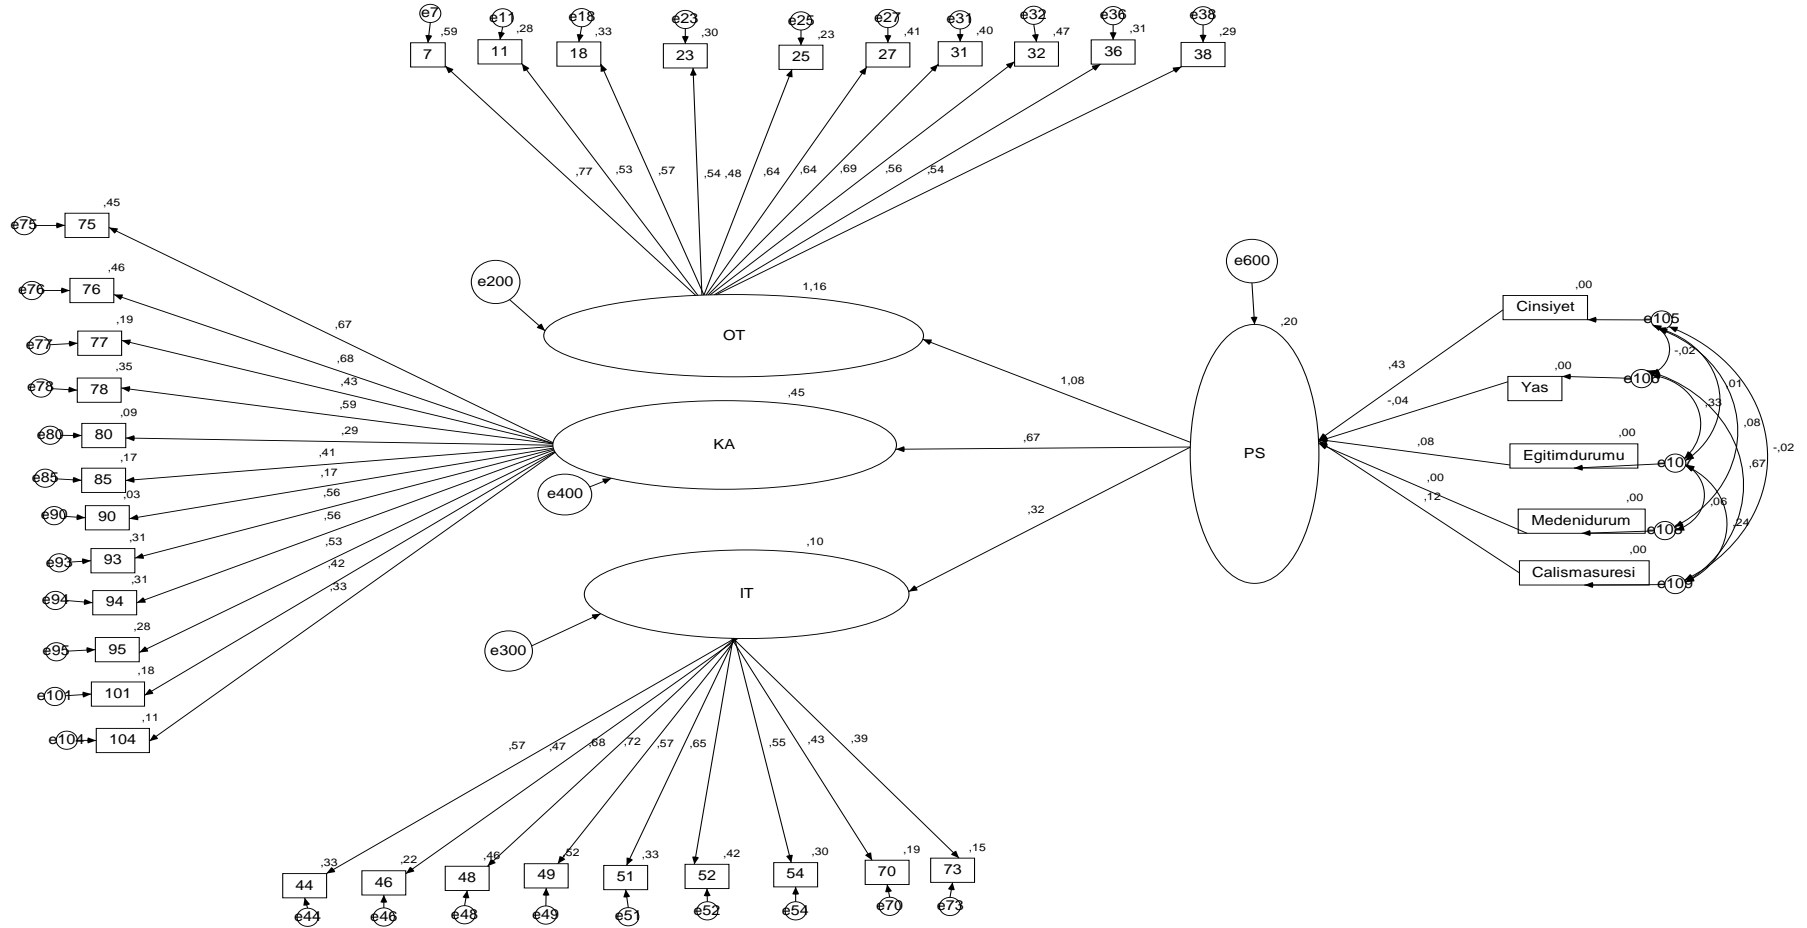 e7 e11 e18 e23 e25 e27 e31 e32 e36 e38
,59 ,28 ,33 ,30 ,23 ,41 ,40 ,47 ,31 ,29
7 11 18 23 25 27 31 32 36 38
,77 ,53 ,57 ,54 ,48 ,64 ,64 ,69 ,56 ,54
e75 75 ,45
e76 76 ,46
e77 77 ,19
e78 78 ,35
e80 80 ,09
e85 85 ,17
e90 90 ,03
e93 93 ,31
e94 94 ,31
e95 95 ,28
e101 101 ,18
e104 104 ,11
,67
,68
,43
,59
,29
,41
,17
,56
,56
,53
,42
,33
e200
1,16
OT
,45
KA
e400
,10
IT
e300
1,08
,67
,32
e600
,20
PS
,43
-,04
,08
,00
,12
,00
Cinsiyet e105
,00
Yas
,00
Egitimdurumu
,00
Medenidurum
,00
Calismasuresi
-,02
,01
,33
,08
-,02
,67
,06
,24
,57 ,47 ,68 ,72 ,57 ,65 ,55 ,43 ,39
,33 ,22 ,46 ,52 ,33 ,42 ,30 ,19 ,15
44 46 48 49 51 52 54 70 73
e44 e46 e48 e49 e51 e52 e54 e70 e73